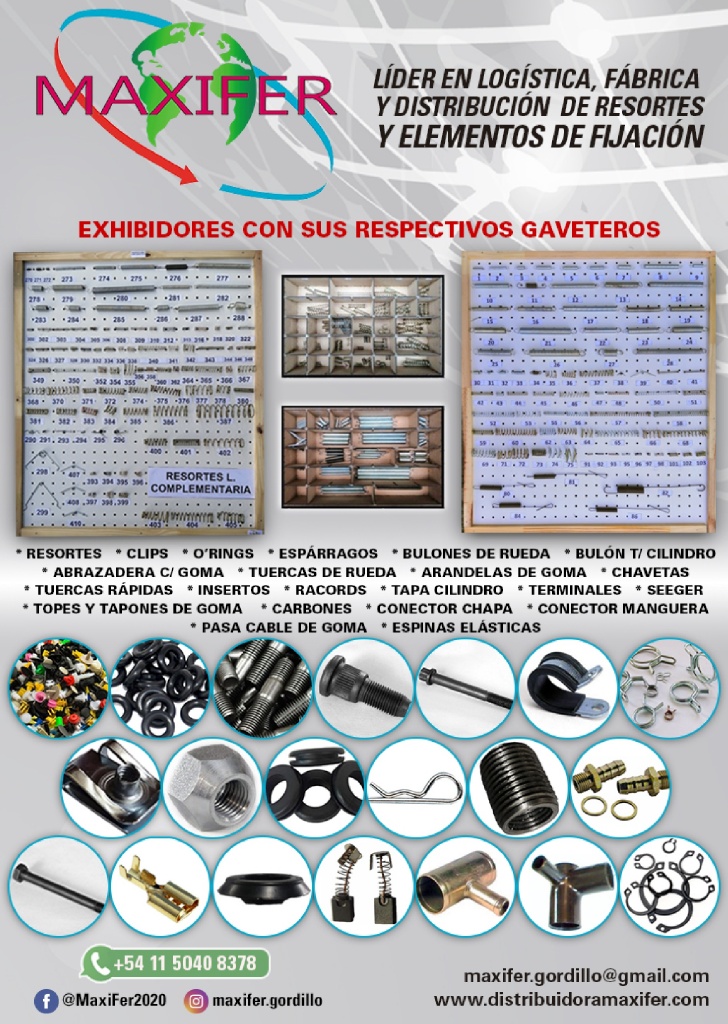 MAXIFER
LÍDER EN LOGÍSTICA, FÁBRICA
Y DISTRIBUCIÓN DE RESORTES
Y ELEMENTOS DE FIJACIÓN
EXHIBIDORES CON SUS RESPECTIVOS GAVETEROS
RESORTES L.
COMPLEMENTARIA
* RESORTES * CLIPS * O'RINGS * ESPÁRRAGOS * BULONES DE RUEDA * BULÓN T/ CILINDRO
* ABRAZADERA C/ GOMA * TUERCAS DE RUEDA * ARANDELAS DE GOMA * CHAVETAS
* TUERCAS RÁPIDAS * INSERTOS * RACORDS * TAPA CILINDRO * TERMINALES * SEEGER
* TOPES Y TAPONES DE GOMA * CARBONES * CONECTOR CHAPA * CONECTOR MANGUERA
* PASA CABLE DE GOMA * ESPINAS ELÁSTICAS
+54 11 5040 8378
@MaxiFer2020 maxifer.gordillo
maxifer.gordillo@gmail.com
www.distribuidoramaxifer.com